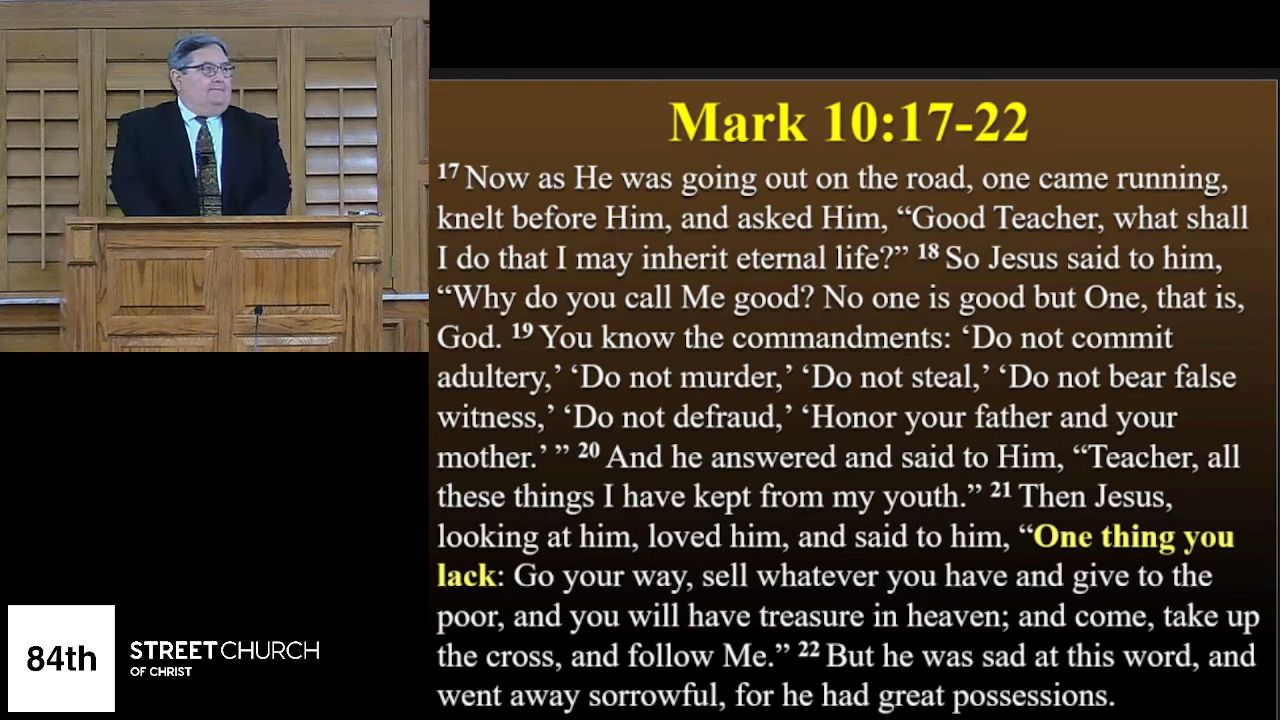 Mark 10:17-22
17 Now as He was going out on the road, one came running,
knelt before Him, and asked Him, “Good Teacher, what shall
I do that I may inherit eternal life?” 18 So Jesus said to him,
“Why do you call Me good? No one is good but One, that is,
God. 19 You know the commandments: ‘Do not commit
adultery,’ ‘Do not murder,’ ‘Do not steal,’ ‘Do not bear false
witness,’ ‘Do not defraud,’ ‘Honor your father and your
mother.’ ” 20 And he answered and said to Him, “Teacher, all
these things I have kept from my youth.” 21 Then Jesus,
looking at him, loved him, and said to him, “One thing you
lack: Go your way, sell whatever you have and give to the
poor, and you will have treasure in heaven; and come, take up
the cross, and follow Me.” 22 But he was sad at this word, and
went away sorrowful, for he had great possessions.
84th
STREET CHURCH
OF CHRIST